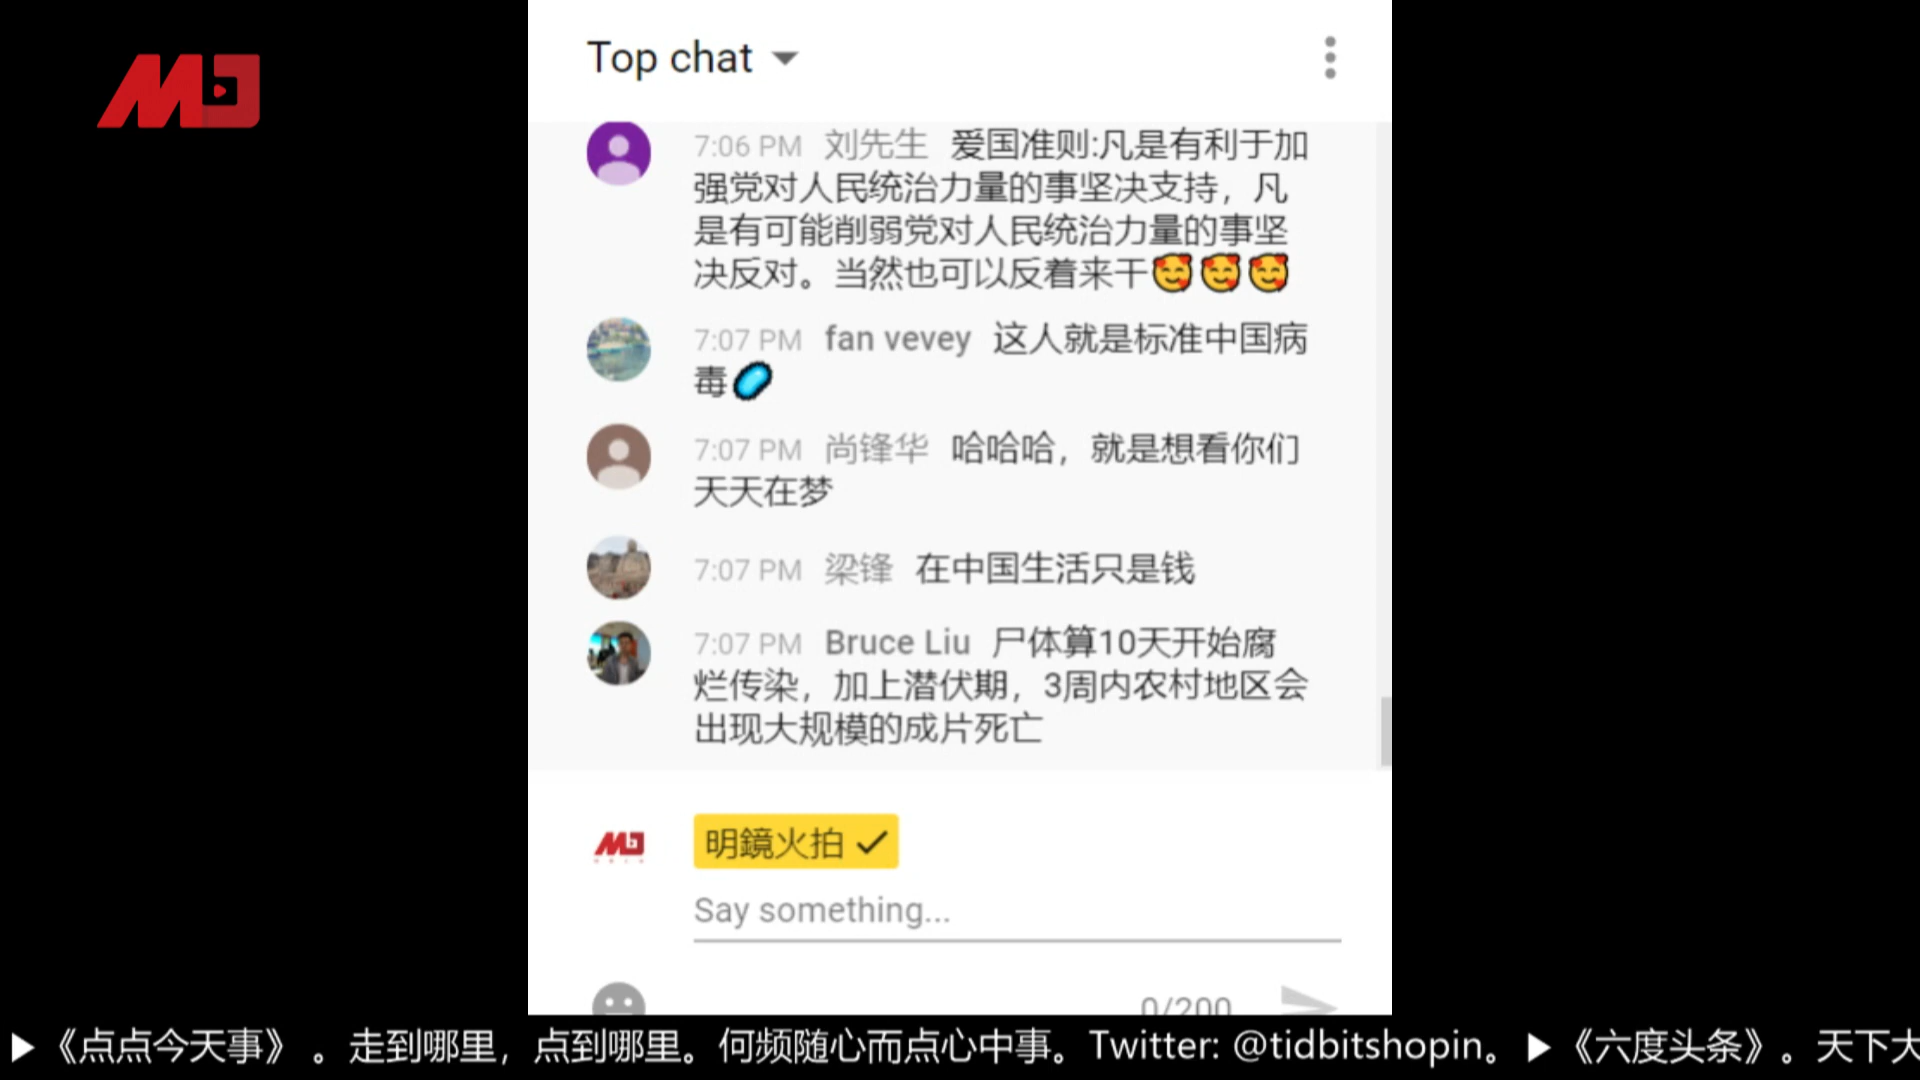 Top chat
7:06 PM 刘先生 爱国准则:凡是有利于加
强党对人民统治力量的事坚决支持，凡
是有可能削弱党对人民统治力量的事坚
决反对。当然也可以反着来干🥰🥰🥰
7:07 PM fan vevey 这人就是标准中国病
毒
7:07 PM 尚锋华 哈哈哈，就是想看你们
天天在梦
7:07 PM 梁锋 在中国生活只是钱
7:07 PM Bruce Liu 尸体算10天开始腐
烂传染，加上潜伏期，3周内农村地区会
出现大规模的成片死亡
明鏡火拍
Say something...
0/200
▶《点点今天事》。走到哪里，点到哪里。何频随心而点心中事。Twitter: @tidbitshopin。▶《六度头条》。天下大